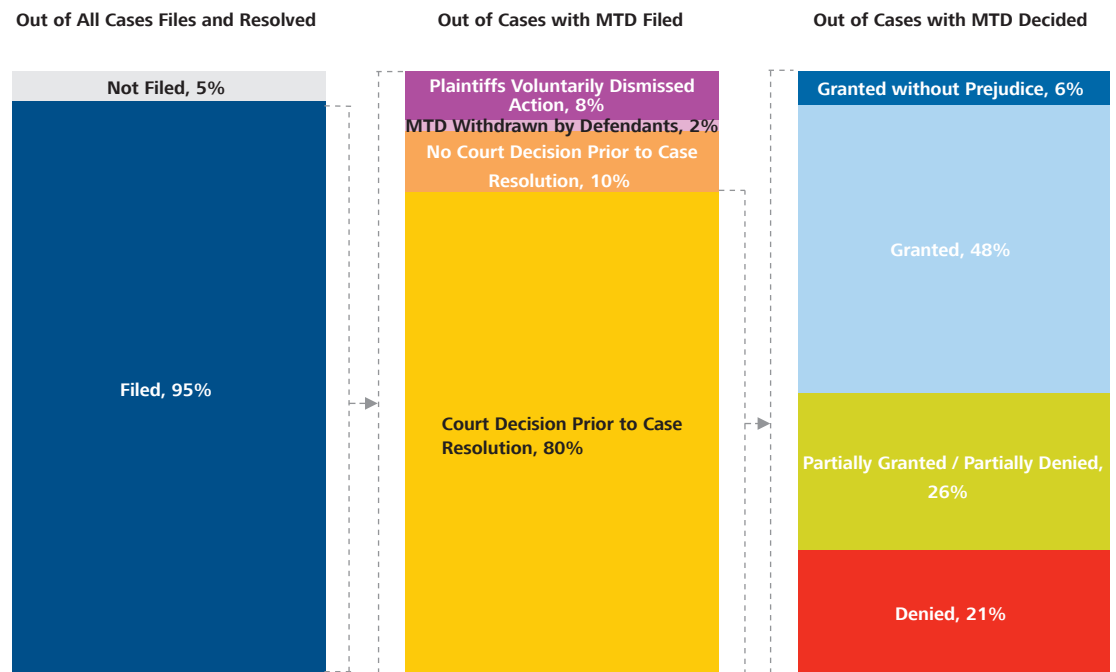 Out of All Cases Files and Resolved
Out of Cases with MTD Filed
Out of Cases with MTD Decided
Not Filed, 5%
Filed, 95%
Plaintiffs Voluntarily Dismissed
Action, 8%
MTD Withdrawn by Defendants, 2%
No Court Decision Prior to Case
Resolution, 10%
Court Decision Prior to Case
Resolution, 80%
Granted without Prejudice, 6%
Granted, 48%
Partially Granted / Partially Denied,
26%
Denied, 21%